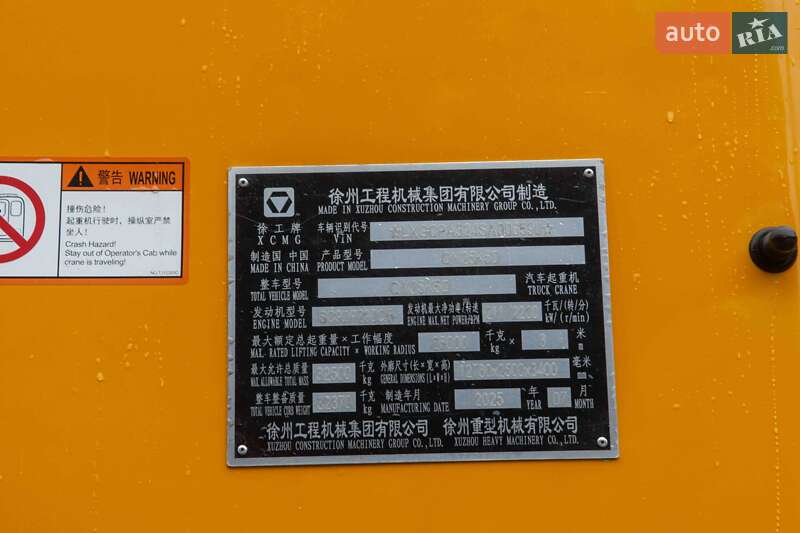 auto RIA .com
警告 WARNING
撞伤危险！
起重机行驶时，操纵室严禁
坐人！
Crash Hazard!
Stay out of Operator's Cab while
crane is traveling!
徐州工程机械集团有限公司制造
MADE IN XUZHOU CONSTRUCTION MACHINERY GROUP CO.,LTD.
徐工牌 车辆识别代号
XCMG VIN
制造国 中国 产品型号
MADE IN CHINA PRODUCT MODEL
整车型号 汽车起重机
TOTAL VEHICLE MODEL TRUCK CRANE
发动机型号 发动机最大净功率/转速 千瓦/(转/分)
ENGINE MODEL ENGINE MAX.NET POWER/RPM kW/(r/min)
最大额定总起重量×工作幅度 千克 × 3 米
MAX. RATED LIFTING CAPACITY × WORKING RADIUS kg m
最大允许总质量 千克 外廓尺寸(长×宽×高) 毫米
MAX ALLOWABLE TOTAL MASS kg GENERAL DIMENSIONS (L×W×H) mm
整车整备质量 千克 制造年月 2025 年 月
TOTAL VEHICLE CURB WEIGHT kg MANUFACTURING DATE YEAR MONTH
徐州工程机械集团有限公司 徐州重型机械有限公司
XUZHOU CONSTRUCTION MACHINERY GROUP CO.,LTD. XUZHOU HEAVY MACHINERY CO.,LTD.